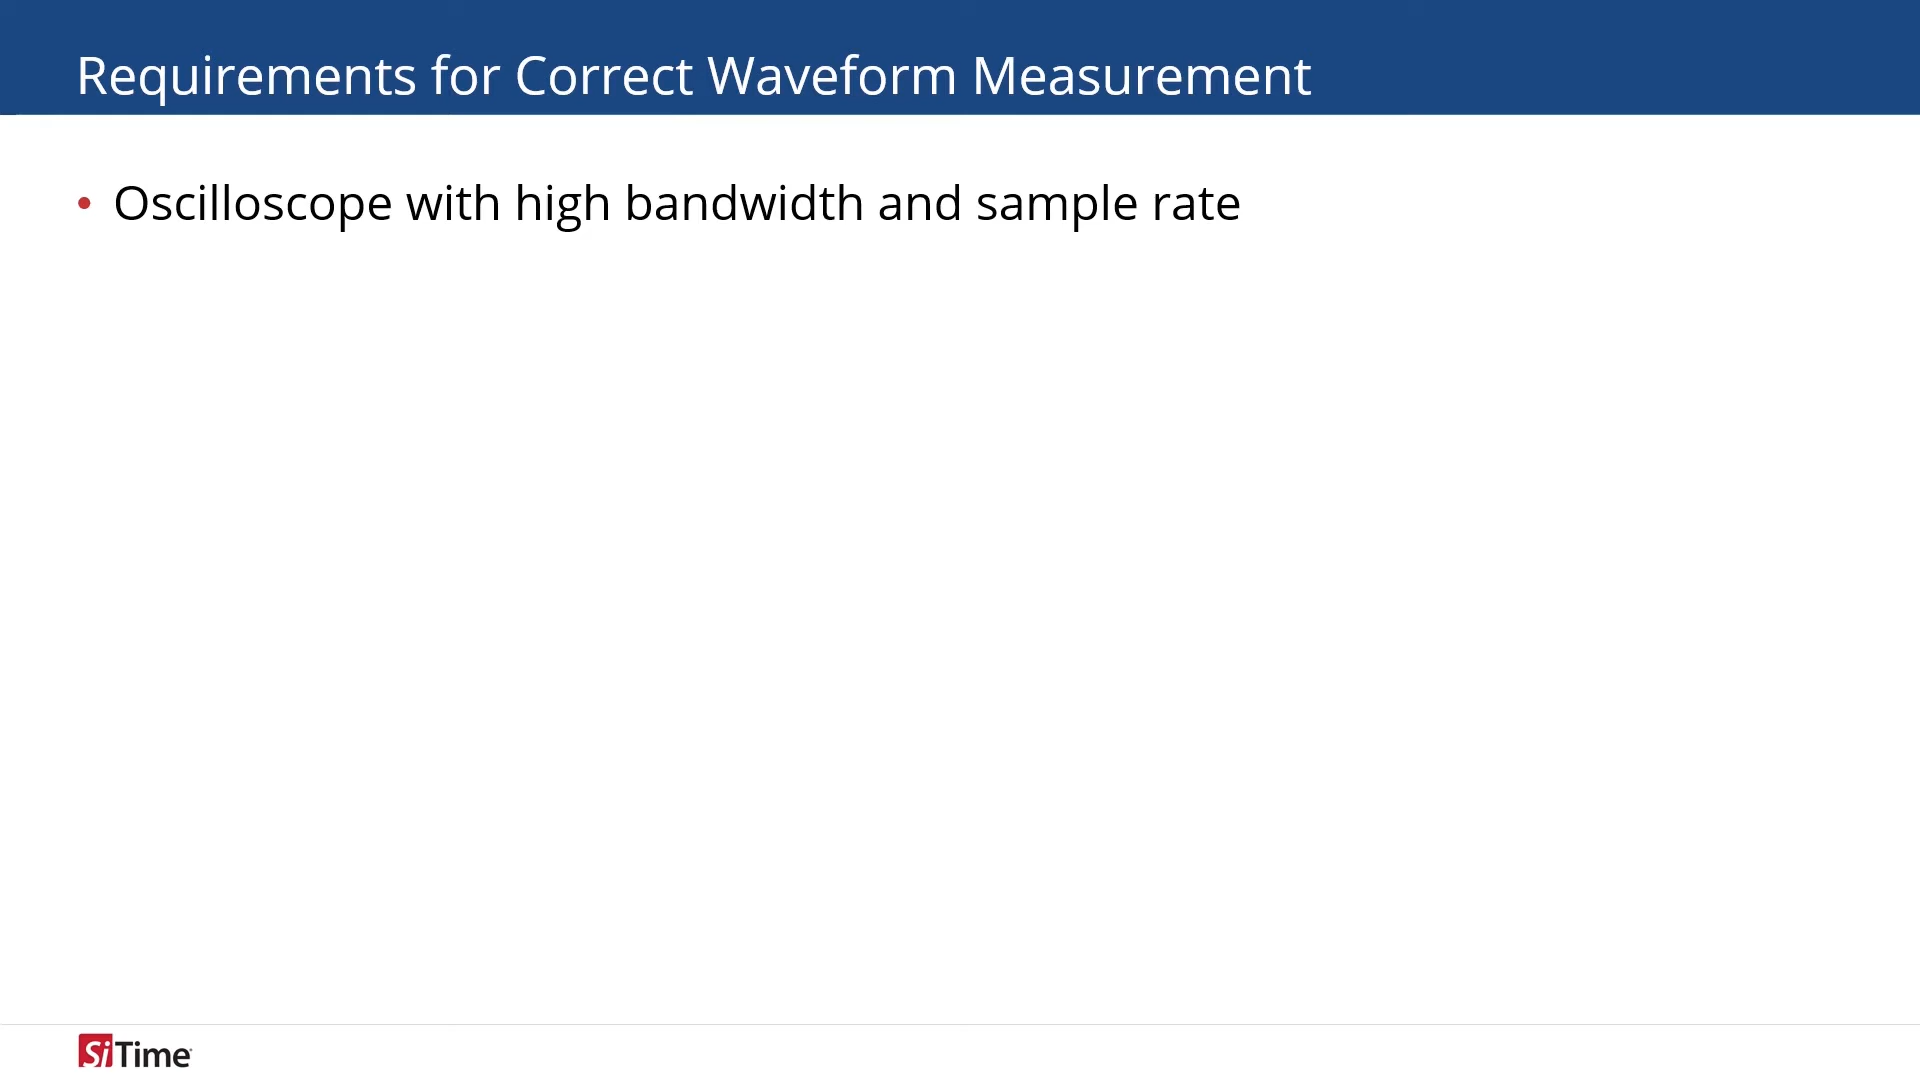 Requirements for Correct Waveform Measurement
• Oscilloscope with high bandwidth and sample rate
SiTime